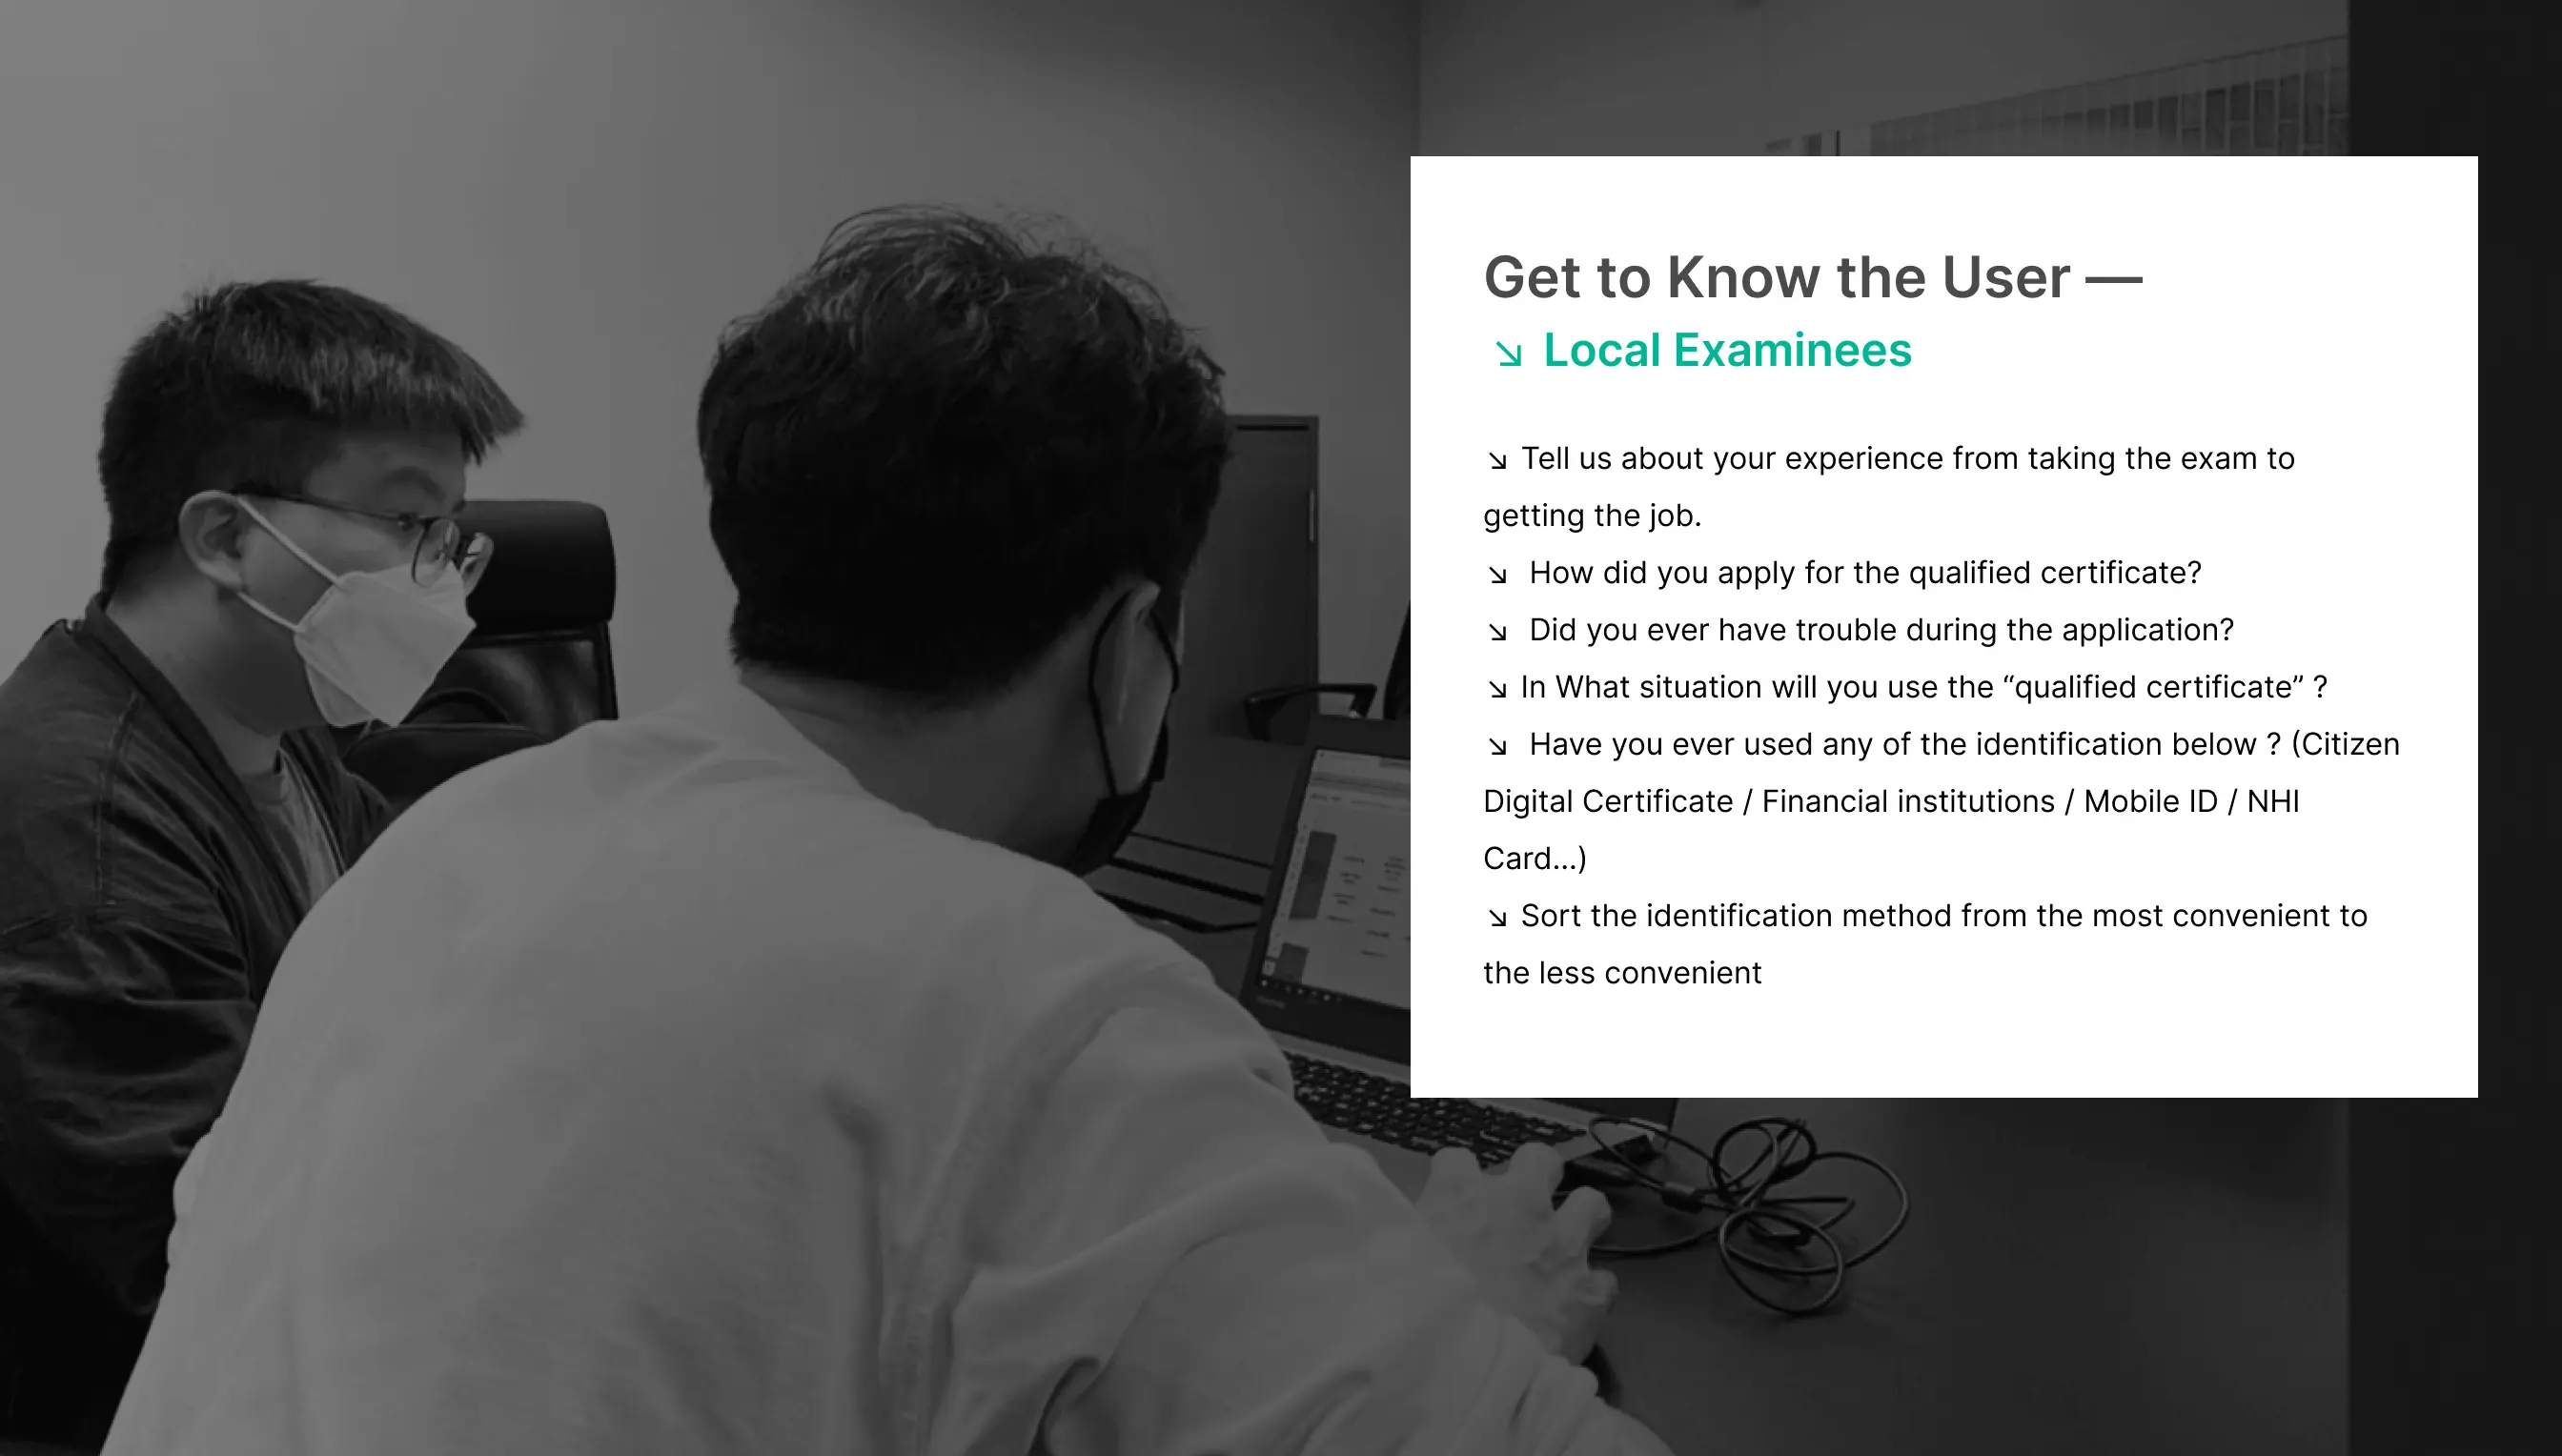 Get to Know the User —
↘ Local Examinees
↘ Tell us about your experience from taking the exam to
getting the job.
↘ How did you apply for the qualified certificate?
↘ Did you ever have trouble during the application?
↘ In What situation will you use the “qualified certificate” ?
↘ Have you ever used any of the identification below ? (Citizen
Digital Certificate / Financial institutions / Mobile ID / NHI
Card...)
↘ Sort the identification method from the most convenient to
the less convenient